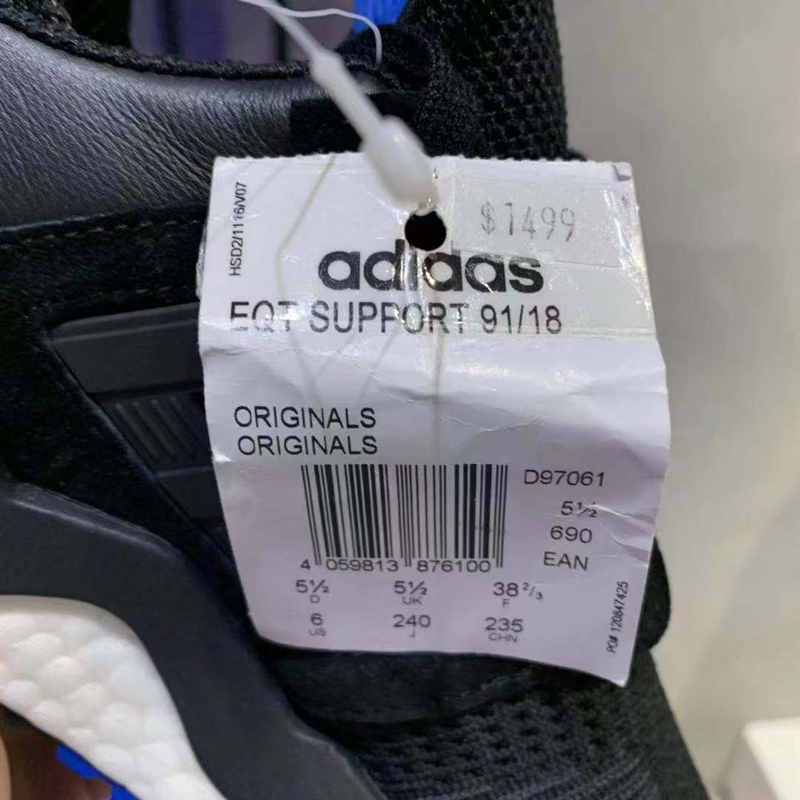 HSD2/1116/V07
$1499
adidas
EQT SUPPORT 91/18
ORIGINALS
ORIGINALS
D97061
5½
690
EAN
4 059813 876100
5½ 5½ 38 ²/₃
D UK F
6 240 235
US J CHN
PO# 120847425